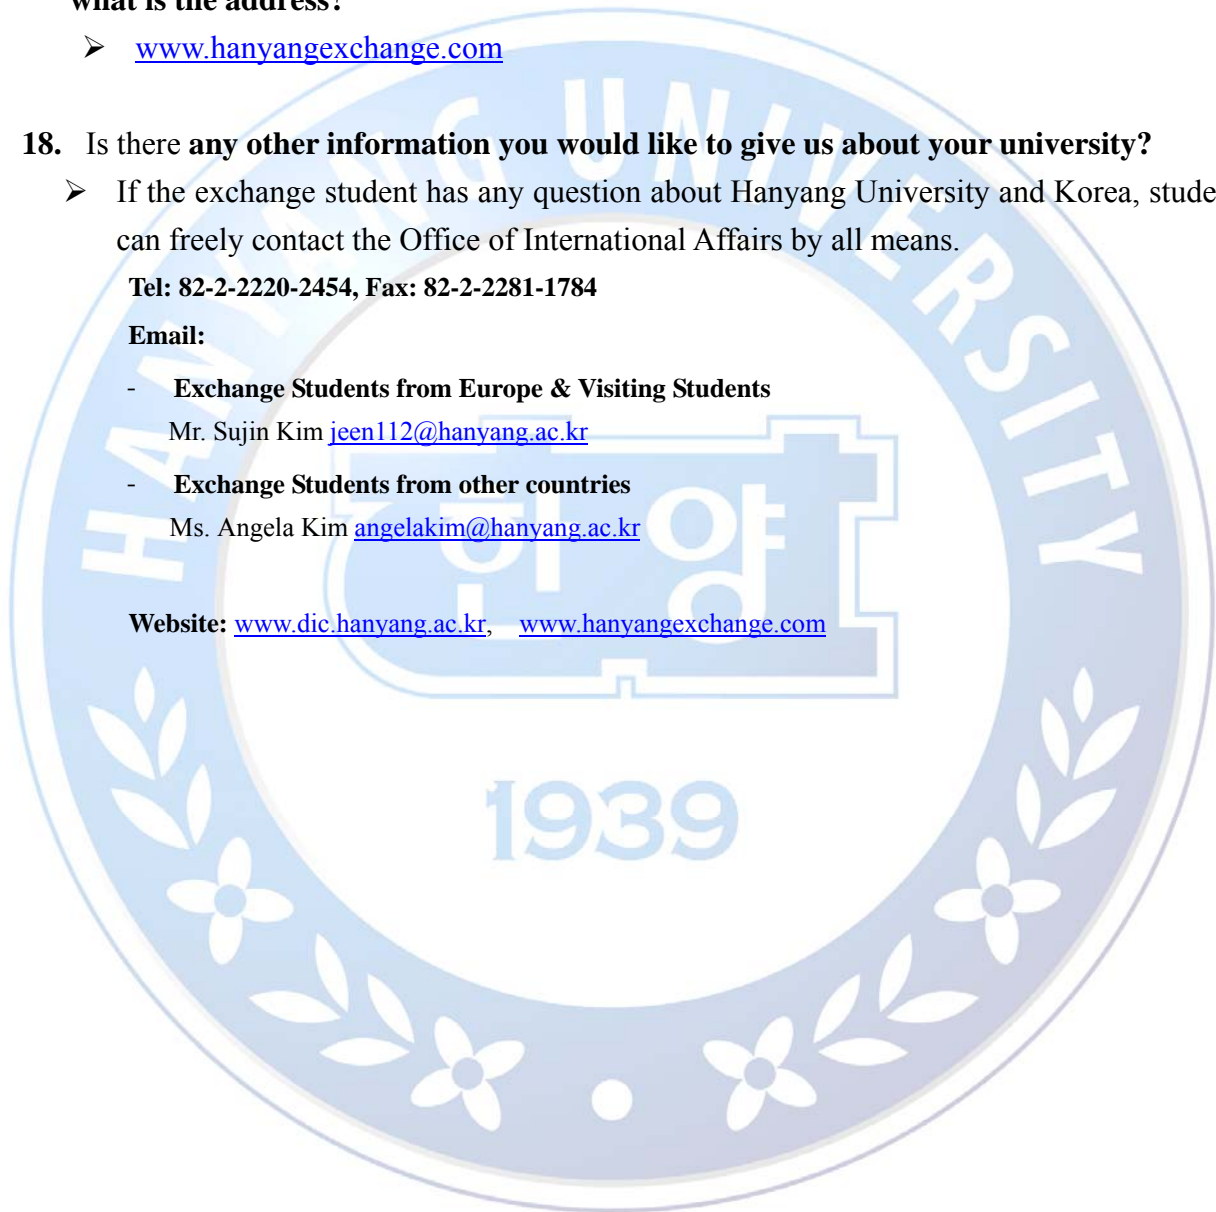 what is the address?
➢ www.hanyangexchange.com
18. Is there any other information you would like to give us about your university?
➢ If the exchange student has any question about Hanyang University and Korea, stude
can freely contact the Office of International Affairs by all means.
Tel: 82-2-2220-2454, Fax: 82-2-2281-1784
Email:
- Exchange Students from Europe & Visiting Students
Mr. Sujin Kim jeen112@hanyang.ac.kr
- Exchange Students from other countries
Ms. Angela Kim angelakim@hanyang.ac.kr
Website: www.dic.hanyang.ac.kr, www.hanyangexchange.com
HANYANG UNIVERSITY
한양
1939